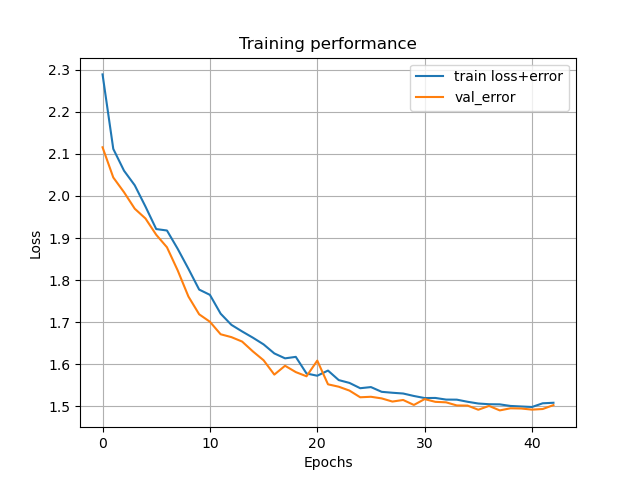 Training performance
train loss+error
val_error
Loss
2.3
2.2
2.1
2.0
1.9
1.8
1.7
1.6
1.5
0 10 20 30 40
Epochs